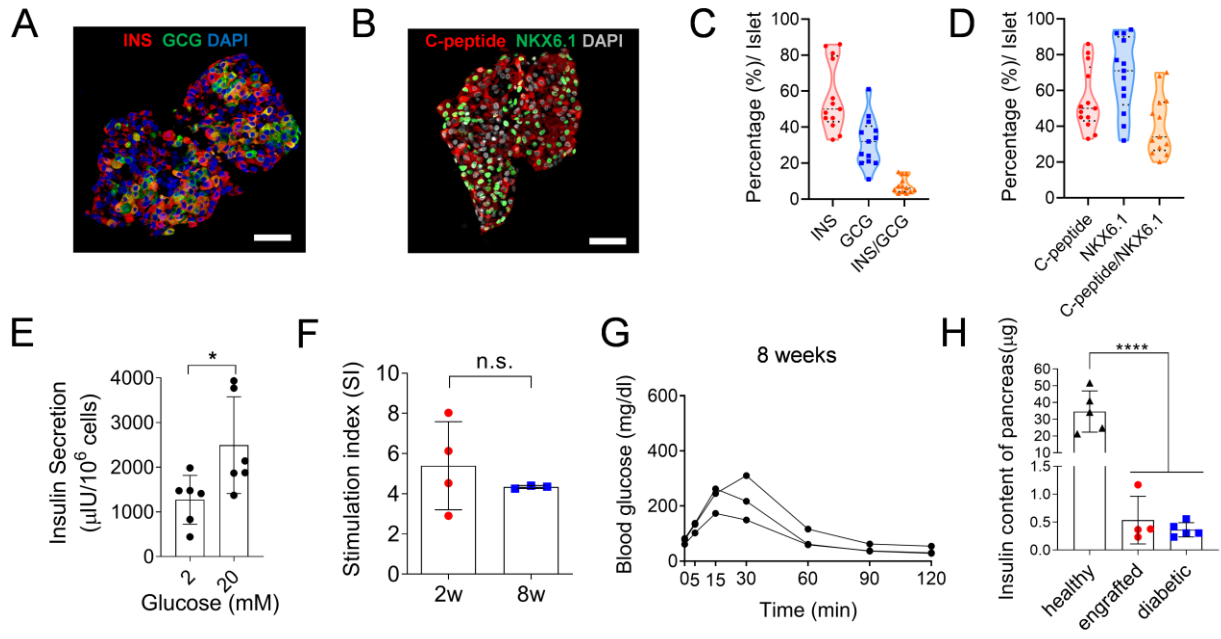 A
INS GCG DAPI
B
C-peptide NKX6.1 DAPI
C
Percentage (%)/ Islet
100
80
60
40
20
0
INS
GCG
INS/GCG
D
Percentage (%)/ Islet
100
80
60
40
20
0
C-peptide
NKX6.1
C-peptide/NKX6.1
E
Insulin Secretion
(μIU/10⁶ cells)
4000
3000
2000
1000
0
*
2
20
Glucose (mM)
F
Stimulation index (SI)
10
8
6
4
2
0
n.s.
2w
8w
G
8 weeks
Blood glucose (mg/dl)
600
400
200
0
0 5 15 30 60 90 120
Time (min)
H
Insulin content of pancreas(μg)
60
50
40
30
20
10
1.5
1.0
0.5
0.0
****
healthy
engrafted
diabetic